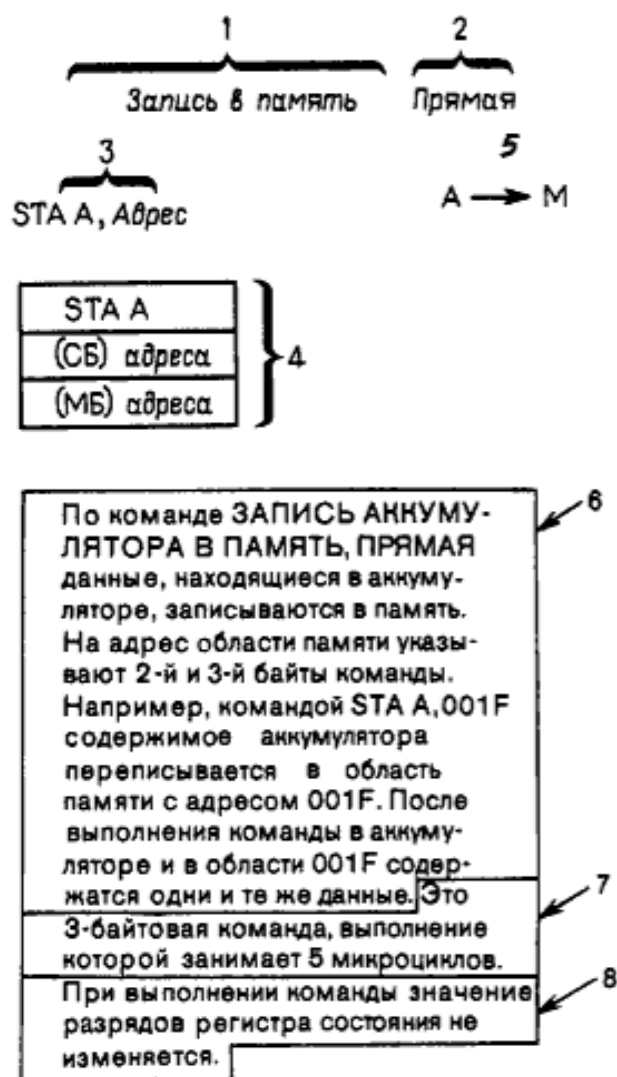 1 2
Запись в память Прямая
3 5
STA A, Адрес A → M
STA A
(СБ) адреса
4
(МБ) адреса
По команде ЗАПИСЬ АККУМУ-
6
ЛЯТОРА В ПАМЯТЬ, ПРЯМАЯ
данные, находящиеся в аккуму-
ляторе, записываются в память.
На адрес области памяти указы-
вают 2-й и 3-й байты команды.
Например, командой STA A,001F
содержимое аккумулятора
переписывается в область
памяти с адресом 001F. После
выполнения команды в аккуму-
ляторе и в области 001F содер-
жатся одни и те же данные. Это
7
3-байтовая команда, выполнение
которой занимает 5 микроциклов.
При выполнении команды значение
8
разрядов регистра состояния не
изменяется.